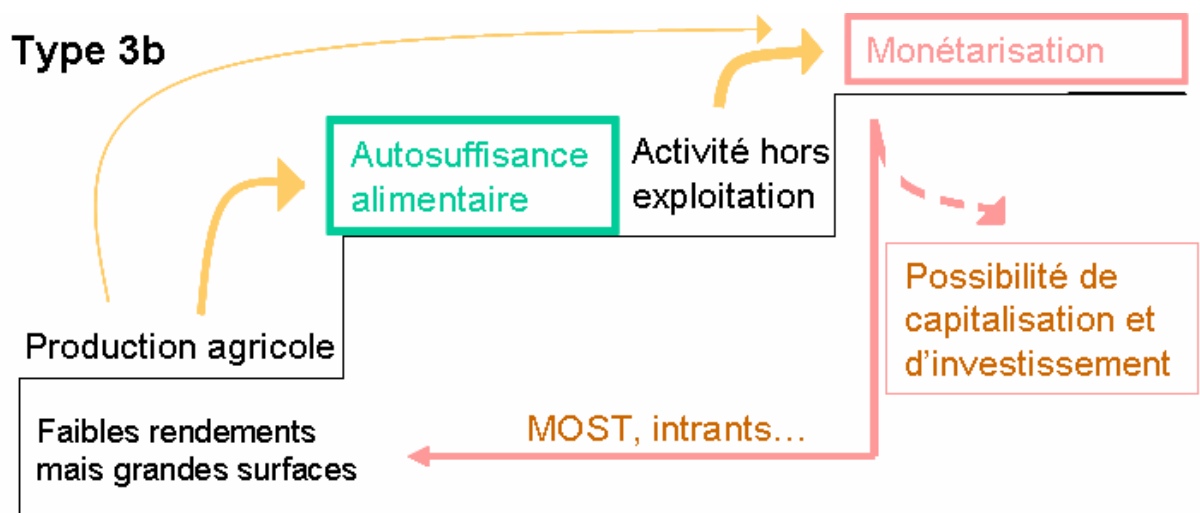 Type 3b
Monétarisation
Autosuffisance
alimentaire
Activité hors
exploitation
Possibilité de
capitalisation et
d'investissement
Production agricole
MOST, intrants...
Faibles rendements
mais grandes surfaces